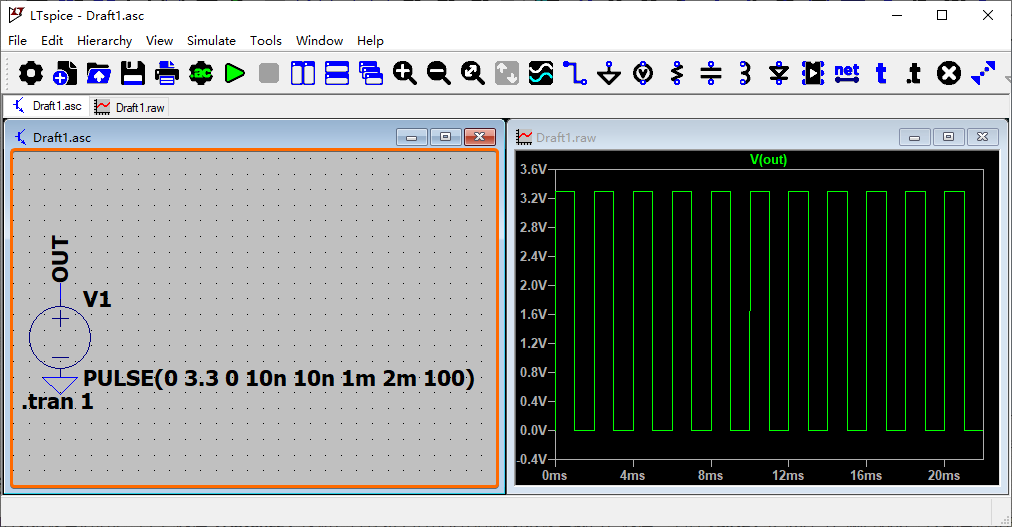 LTspice - Draft1.asc
File Edit Hierarchy View Simulate Tools Window Help
.ac
net
t
.t
Draft1.asc
Draft1.raw
Draft1.asc
OUT
V1
PULSE(0 3.3 0 10n 10n 1m 2m 100)
.tran 1
Draft1.raw
V(out)
3.6V
3.2V
2.8V
2.4V
2.0V
1.6V
1.2V
0.8V
0.4V
0.0V
-0.4V
0ms 4ms 8ms 12ms 16ms 20ms